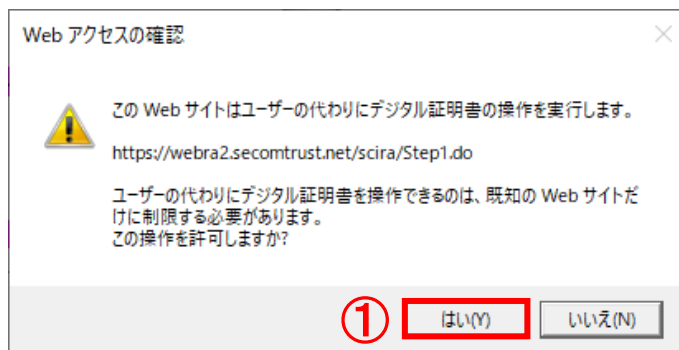 Web アクセスの確認
この Web サイトはユーザーの代わりにデジタル証明書の操作を実行します。
https://webra2.secomtrust.net/scira/Step1.do
ユーザーの代わりにデジタル証明書を操作できるのは、既知の Web サイトだ
けに制限する必要があります。
この操作を許可しますか?
① はい(Y) いいえ(N)